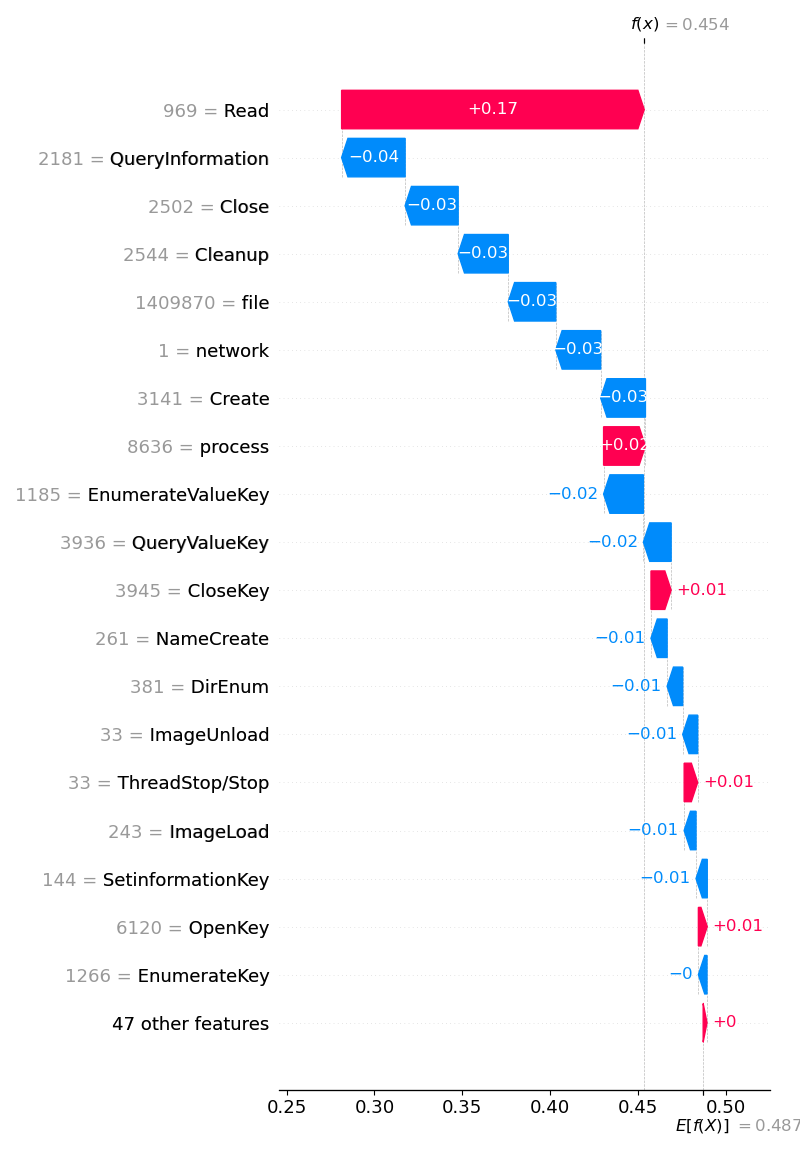 f(x) = 0.454
969 = Read
+0.17
2181 = QueryInformation
−0.04
2502 = Close
−0.03
2544 = Cleanup
−0.03
1409870 = file
−0.03
1 = network
−0.03
3141 = Create
−0.03
8636 = process
+0.02
1185 = EnumerateValueKey
−0.02
3936 = QueryValueKey
−0.02
3945 = CloseKey
+0.01
261 = NameCreate
−0.01
381 = DirEnum
−0.01
33 = ImageUnload
−0.01
33 = ThreadStop/Stop
+0.01
243 = ImageLoad
−0.01
144 = SetinformationKey
−0.01
6120 = OpenKey
+0.01
1266 = EnumerateKey
−0
47 other features
+0
0.25 0.30 0.35 0.40 0.45 0.50
E[f(X)] = 0.487